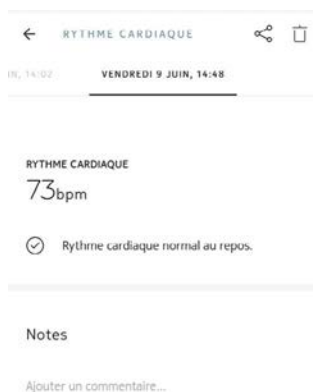 RYTHME CARDIAQUE
IN, 14:02
VENDREDI 9 JUIN, 14:48
RYTHME CARDIAQUE
73bpm
Rythme cardiaque normal au repos.
Notes
Ajouter un commentaire...